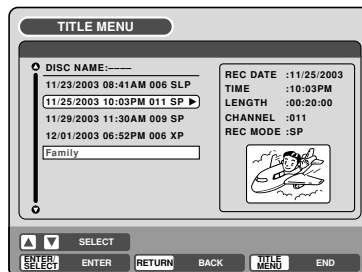 TITLE MENU
DISC NAME:----
11/23/2003 08:41AM 006 SLP
11/25/2003 10:03PM 011 SP ▶
11/29/2003 11:30AM 009 SP
12/01/2003 06:52PM 006 XP
Family
REC DATE :11/25/2003
TIME :10:03PM
LENGTH :00:20:00
CHANNEL :011
REC MODE :SP
▲ ▼ SELECT
ENTER/SELECT ENTER RETURN BACK TITLE MENU END